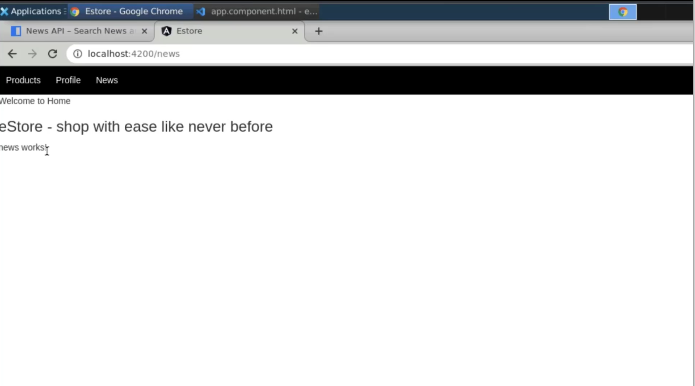 Applications : Estore - Google Chrome app.component.html - e...
News API – Search News a Estore
localhost:4200/news
Products Profile News
Welcome to Home
eStore - shop with ease like never before
news works!